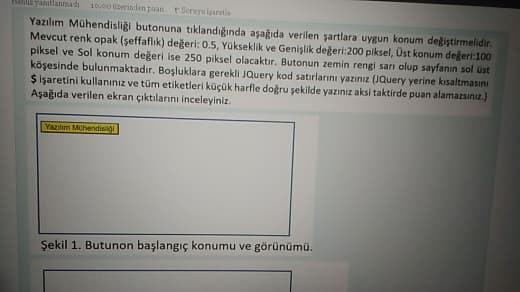 Henüz yanıtlanmadı 10,00 üzerinden puan Soruyu işaretle
Yazılım Mühendisliği butonuna tıklandığında aşağıda verilen şartlara uygun konum değiştirmelidir.
Mevcut renk opak (şeffaflık) değeri: 0.5, Yükseklik ve Genişlik değeri:200 piksel, Üst konum değeri:100
piksel ve Sol konum değeri ise 250 piksel olacaktır. Butonun zemin rengi sarı olup sayfanın sol üst
köşesinde bulunmaktadır. Boşluklara gerekli JQuery kod satırlarını yazınız (JQuery yerine kısaltmasını
$ işaretini kullanınız ve tüm etiketleri küçük harfle doğru şekilde yazınız aksi taktirde puan alamazsınız.)
Aşağıda verilen ekran çıktılarını inceleyiniz.
Yazılım Mühendisliği
Şekil 1. Butonon başlangıç konumu ve görünümü.